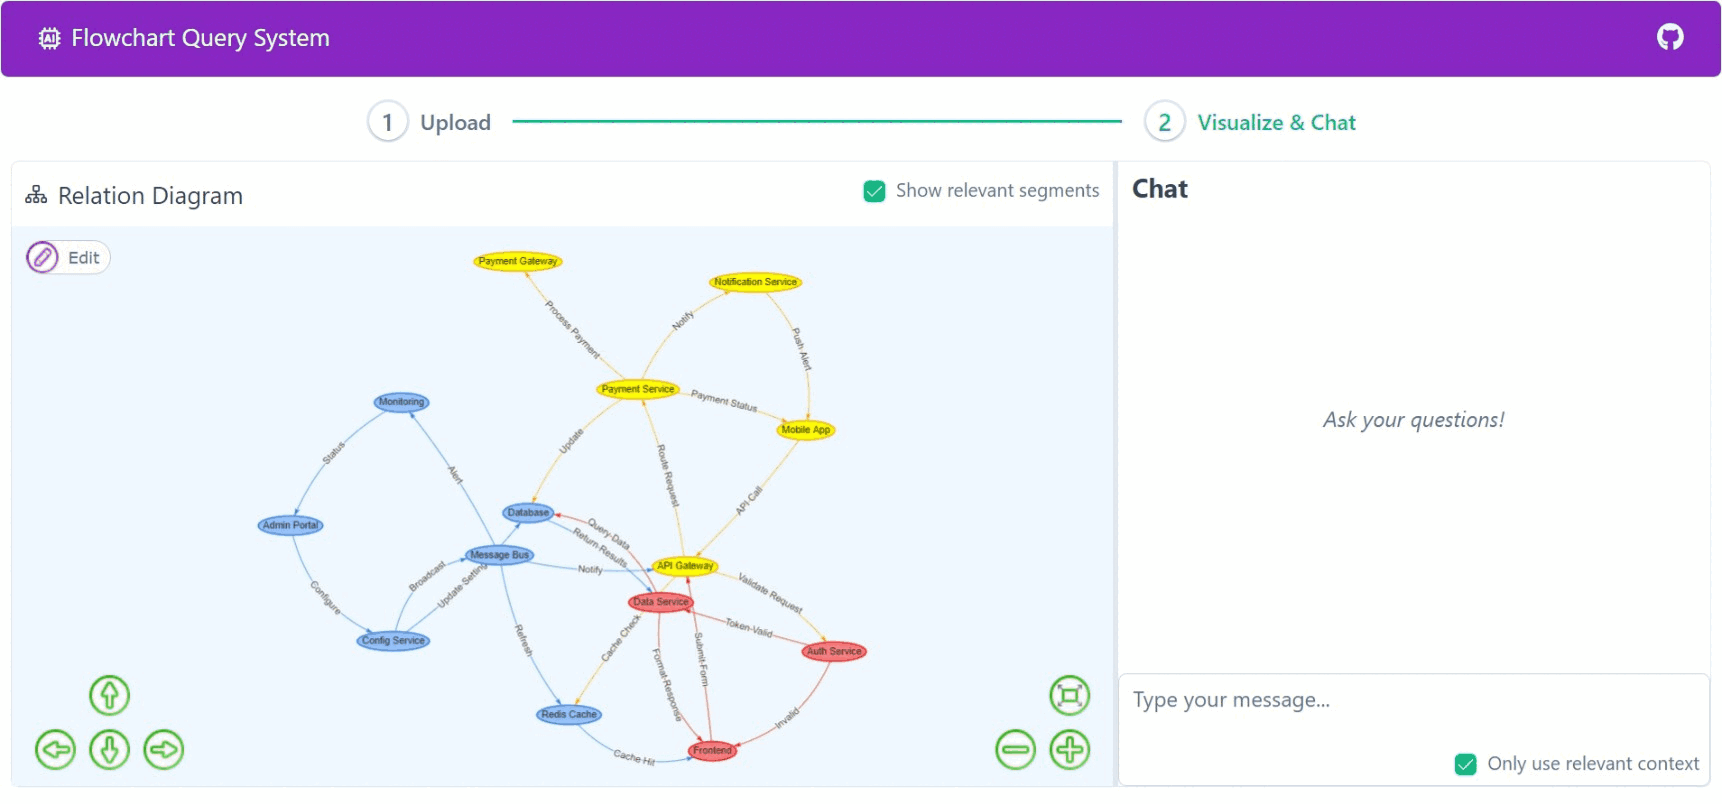 AI Flowchart Query System
1 Upload
2 Visualize & Chat
Relation Diagram
Show relevant segments
Edit
Payment Gateway
Notification Service
Process Payment
Notify
Push Alert
Payment Service
Payment Status
Monitoring
Mobile App
Update
Status
Alert
Route Request
API-Call
Database
Admin Portal
Query-Data
Return-Results
Message Bus
Notify
API Gateway
Broadcast
Update Setting
Validate Request
Configure
Data Service
Token-Valid
Config Service
Refresh
Cache Check
Submit-Form
Auth Service
Format-Response
Redis Cache
Invalid
Cache Hit
Frontend
Chat
Ask your questions!
Type your message...
Only use relevant context